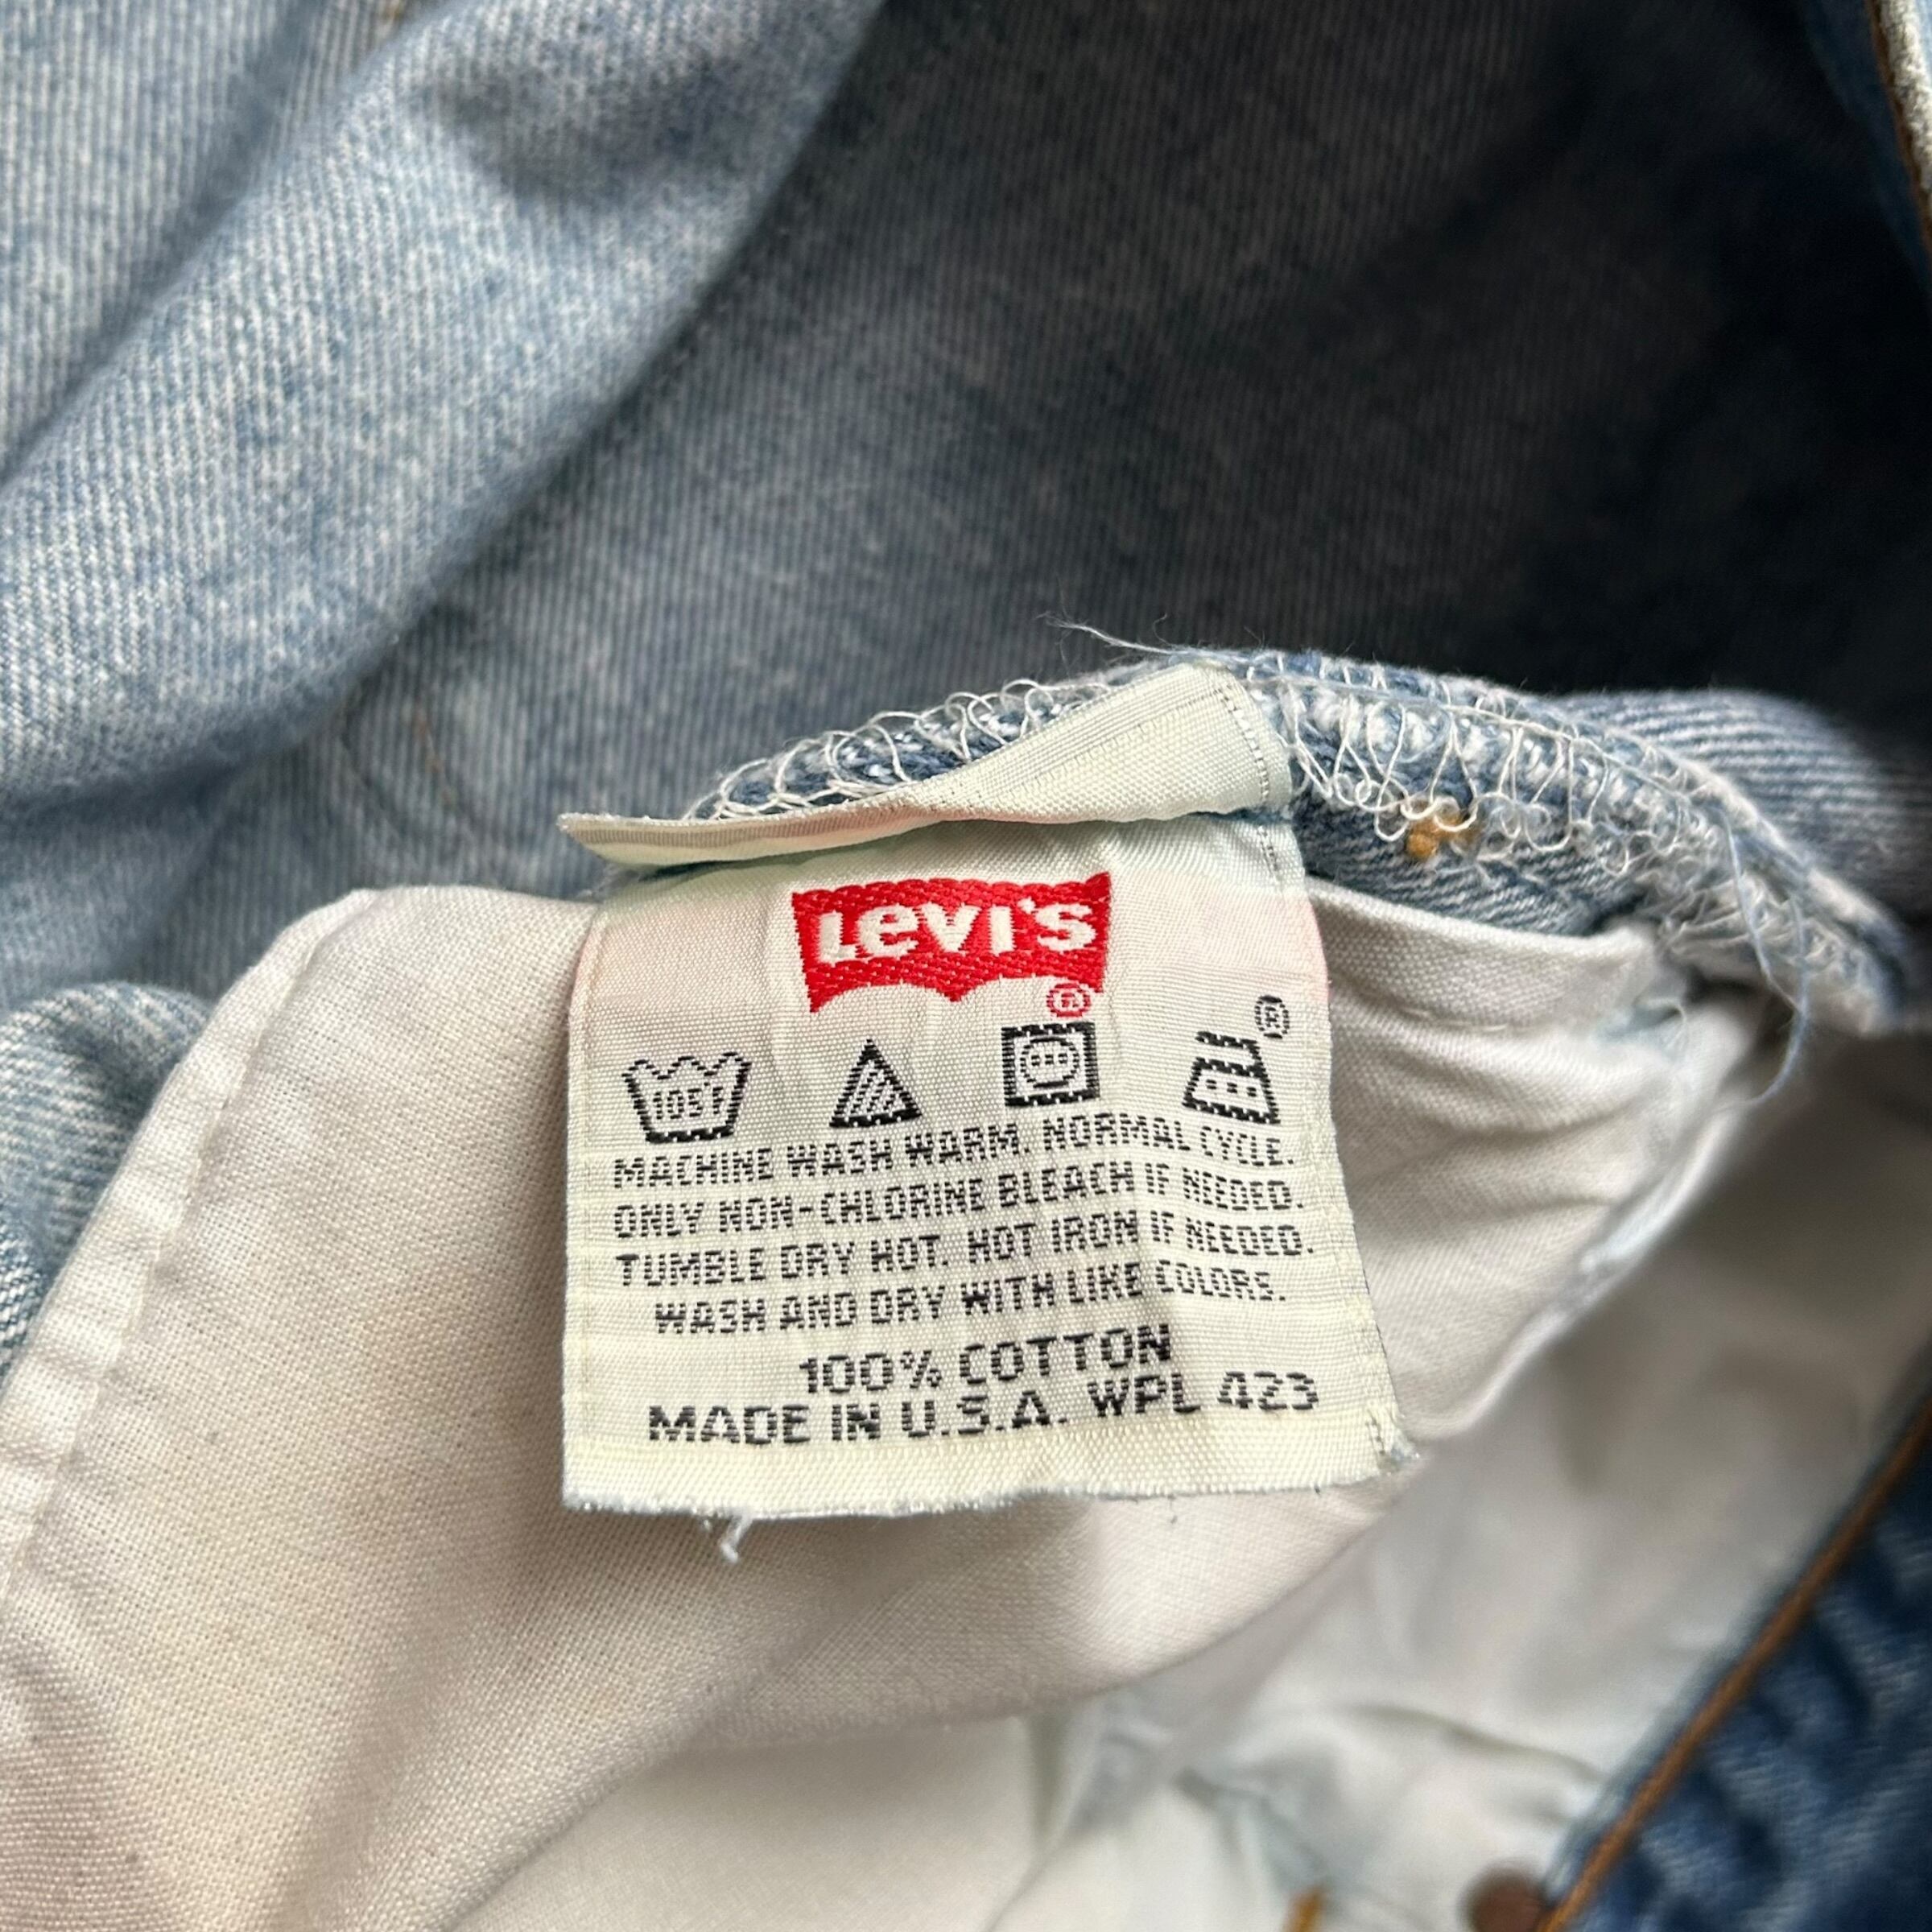 LEVI'S ®
®
105°F
MACHINE WASH WARM. NORMAL CYCLE.
ONLY NON-CHLORINE BLEACH IF NEEDED.
TUMBLE DRY HOT. HOT IRON IF NEEDED.
WASH AND DRY WITH LIKE COLORS.
100% COTTON
MADE IN U.S.A. WPL 423